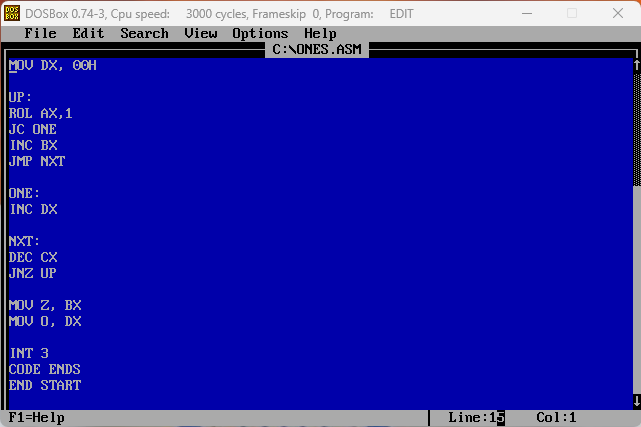 DOSBox 0.74-3, Cpu speed: 3000 cycles, Frameskip 0, Program: EDIT
File Edit Search View Options Help
C:\ONES.ASM
MOV DX, 00H
UP:
ROL AX,1
JC ONE
INC BX
JMP NXT
ONE:
INC DX
NXT:
DEC CX
JNZ UP
MOV Z, BX
MOV O, DX
INT 3
CODE ENDS
END START
F1=Help Line:15 Col:1